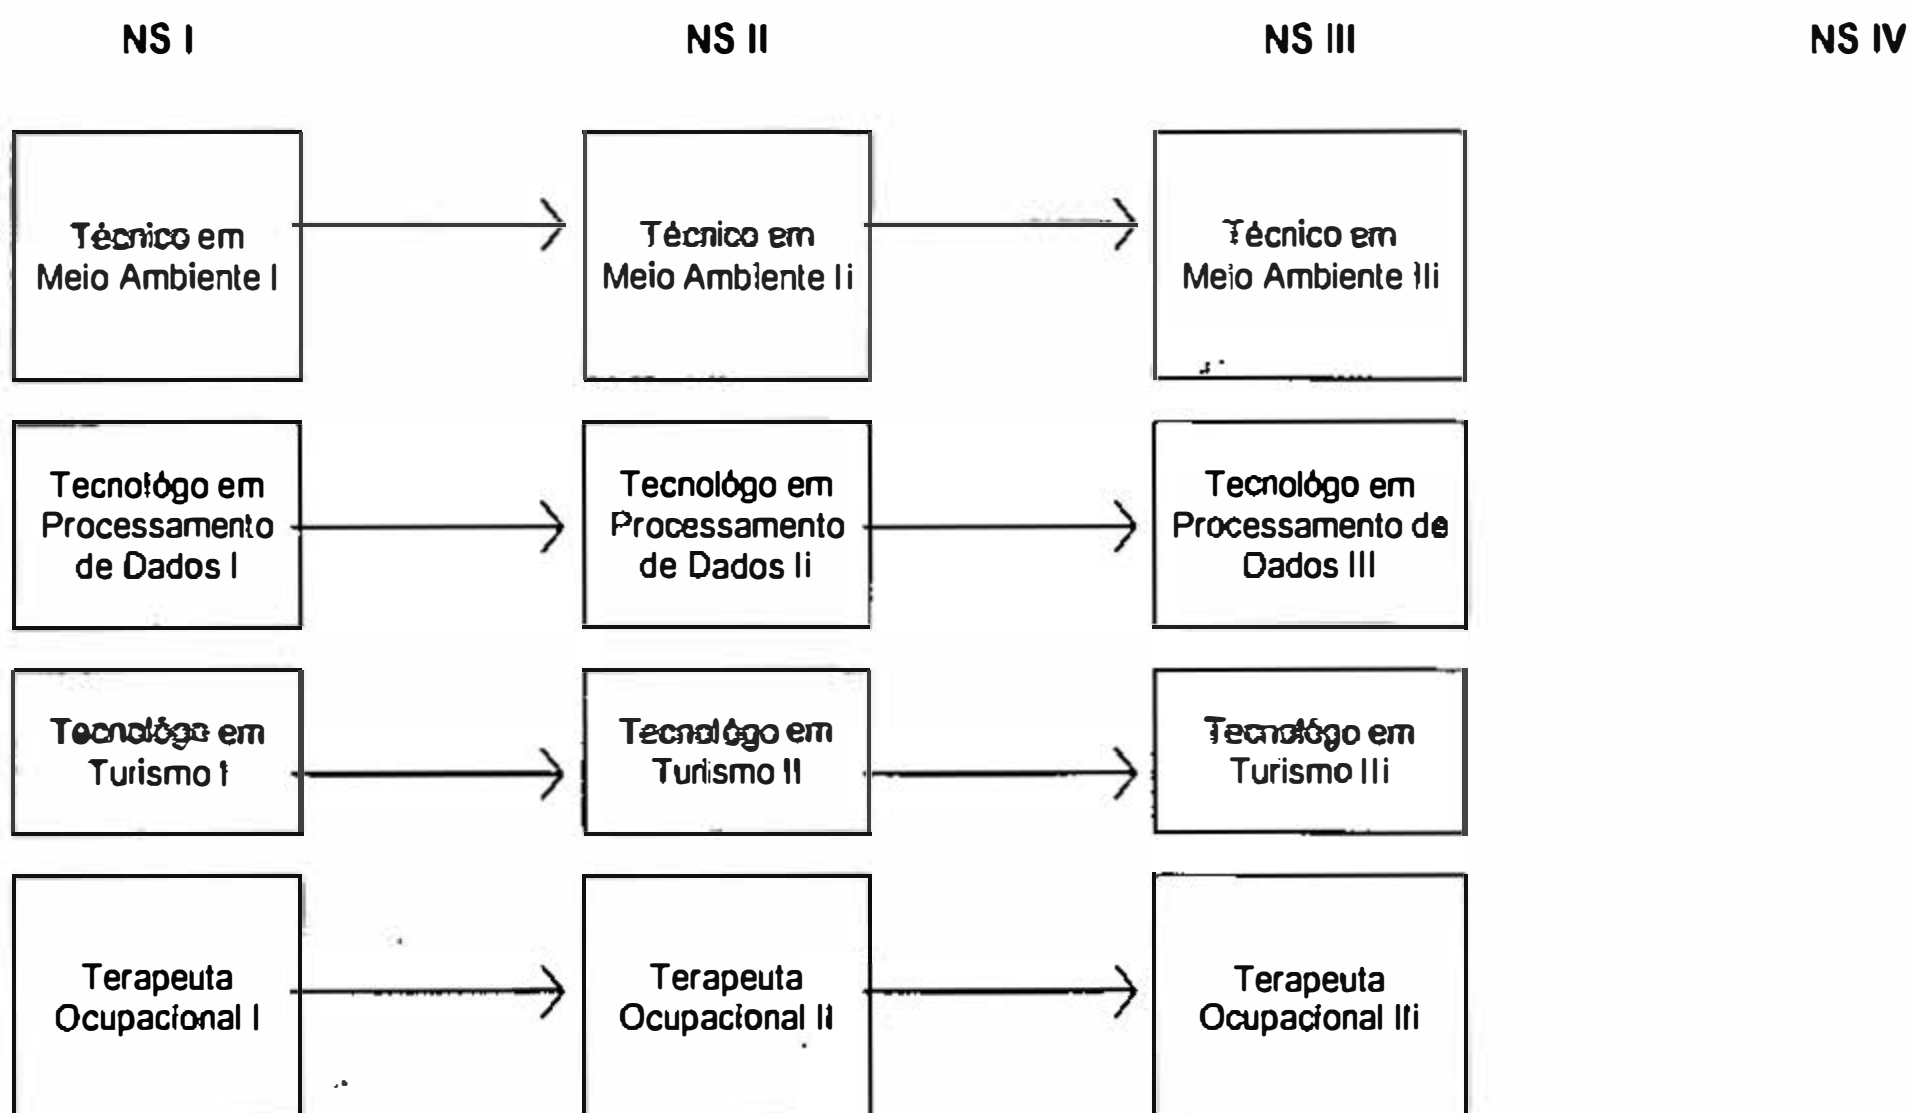 NS I
NS II
NS III
NS IV
Técnico em
Meio Ambiente I
Técnico em
Meio Ambiente Ii
Técnico em
Meio Ambiente IIi
Tecnológo em
Processamento
de Dados I
Tecnológo em
Processamento
de Dados Ii
Tecnológo em
Processamento de
Dados III
Tecnológo em
Turismo I
Tecnológo em
Turismo II
Tecnológo em
Turismo IIi
Terapeuta
Ocupacional I
Terapeuta
Ocupacional II
Terapeuta
Ocupacional IIi